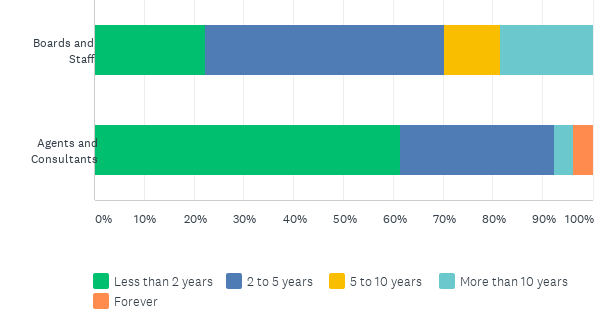 Boards and
Staff
Agents and
Consultants
0% 10% 20% 30% 40% 50% 60% 70% 80% 90% 100%
Less than 2 years 2 to 5 years 5 to 10 years More than 10 years
Forever